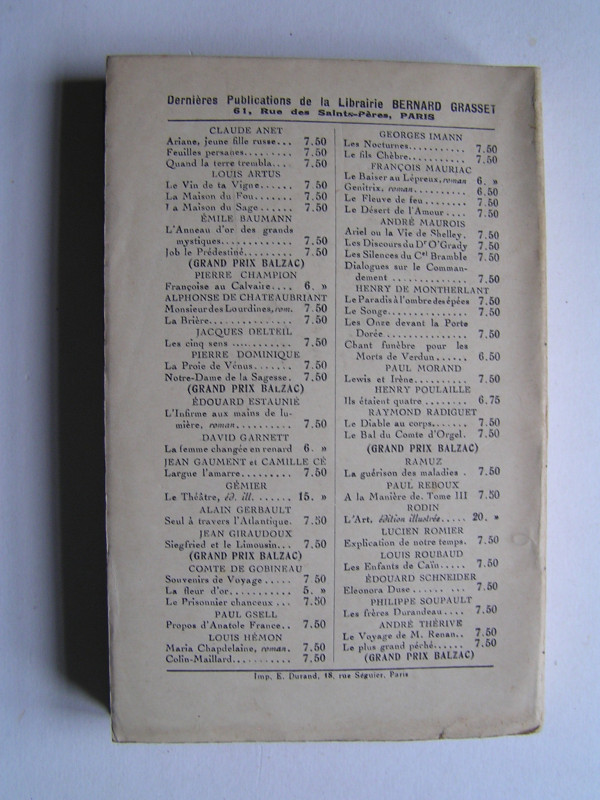 Dernières Publications de la Librairie BERNARD GRASSET
61, Rue des Saints-Pères, PARIS
CLAUDE ANET
Ariane, jeune fille russe... 7.50
Feuilles persanes......... 7.50
Quand la terre trembla... 7.50
LOUIS ARTUS
Le Vin de ta Vigne...... 7.50
La Maison du Fou...... 7.50
La Maison du Sage...... 7.50
ÉMILE BAUMANN
L'Anneau d'or des grands
mystiques............. 7.50
Job le Prédestiné......... 7.50
(GRAND PRIX BALZAC)
PIERRE CHAMPION
Françoise au Calvaire.... 6. »
ALPHONSE DE CHATEAUBRIANT
Monsieur des Lourdines, rom. 7.50
La Brière............... 7.50
JACQUES DELTEIL
Les cinq sens ........... 7.50
PIERRE DOMINIQUE
La Proie de Vénus....... 7.50
Notre-Dame de la Sagesse. 7.50
(GRAND PRIX BALZAC)
ÉDOUARD ESTAUNIÉ
L'Infirme aux mains de lu-
mière, roman.......... 7.50
DAVID GARNETT
La femme changée en renard 6. »
JEAN GAUMENT et CAMILLE CÉ
Largue l'amarre......... 7.50
GÉMIER
Le Théâtre, éd. ill. ...... 15. »
ALAIN GERBAULT
Seul à travers l'Atlantique. 7.50
JEAN GIRAUDOUX
Siegfried et le Limousin... 7.50
(GRAND PRIX BALZAC)
COMTE DE GOBINEAU
Souvenirs de Voyage ..... 7 50
La fleur d'or............ 5. »
Le Prisonnier chanceux ... 7.50
PAUL GSELL
Propos d'Anatole France.. 7.50
LOUIS HÉMON
Maria Chapdelaine, roman. 7.50
Colin-Maillard........... 7.50
GEORGES IMANN
Les Nocturnes........... 7.50
Le fils Chèbre........... 7.50
FRANÇOIS MAURIAC
Le Baiser au Lépreux, roman 6. »
Genitrix, roman.......... 6.50
Le Fleuve de feu........ 7.50
Le Désert de l'Amour .... 7.50
ANDRÉ MAUROIS
Ariel ou la Vie de Shelley. 7.50
Les Discours du Dr O'Grady 7.50
Les Silences du Cel Bramble 7.50
Dialogues sur le Comman-
dement .............. 7.50
HENRY DE MONTHERLANT
Le Paradis à l'ombre des épées 7.50
Le Songe............... 7.50
Les Onze devant la Porte
Dorée ............... 7.50
Chant funèbre pour les
Morts de Verdun...... 6.50
PAUL MORAND
Lewis et Irène........... 7.50
HENRY POULAILLE
Ils étaient quatre ........ 6.75
RAYMOND RADIGUET
Le Diable au corps....... 7.50
Le Bal du Comte d'Orgel. 7.50
(GRAND PRIX BALZAC)
RAMUZ
La guérison des maladies . 7.50
PAUL REBOUX
A la Manière de. Tome III 7.50
RODIN
L'Art, édition illustrée..... 20. »
LUCIEN ROMIER
Explication de notre temps. 7.50
LOUIS ROUBAUD
Les Enfants de Caïn..... 7.50
ÉDOUARD SCHNEIDER
Eleonora Duse ...... ... 7.50
PHILIPPE SOUPAULT
Les frères Durandeau.... 7.50
ANDRÉ THÉRIVE
Le Voyage de M. Renan.. 7.50
Le plus grand péché...... 7.50
(GRAND PRIX BALZAC)
Imp. E. Durand, 18, rue Séguier, Paris